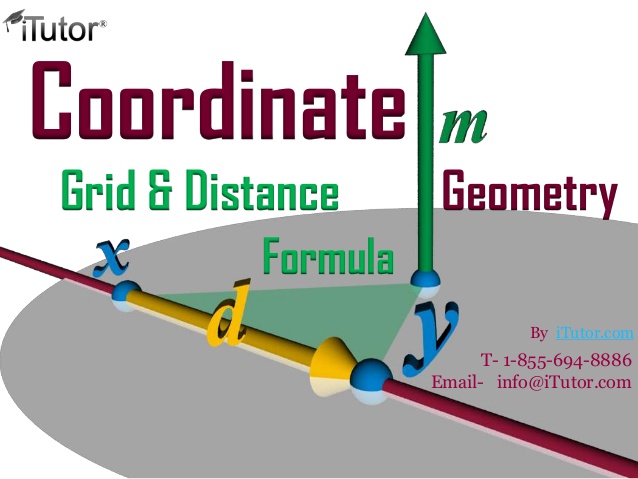 iTutor®
Coordinate
m
Grid & Distance
Geometry
Formula
x
d
y
By iTutor.com
T- 1-855-694-8886
Email- info@iTutor.com